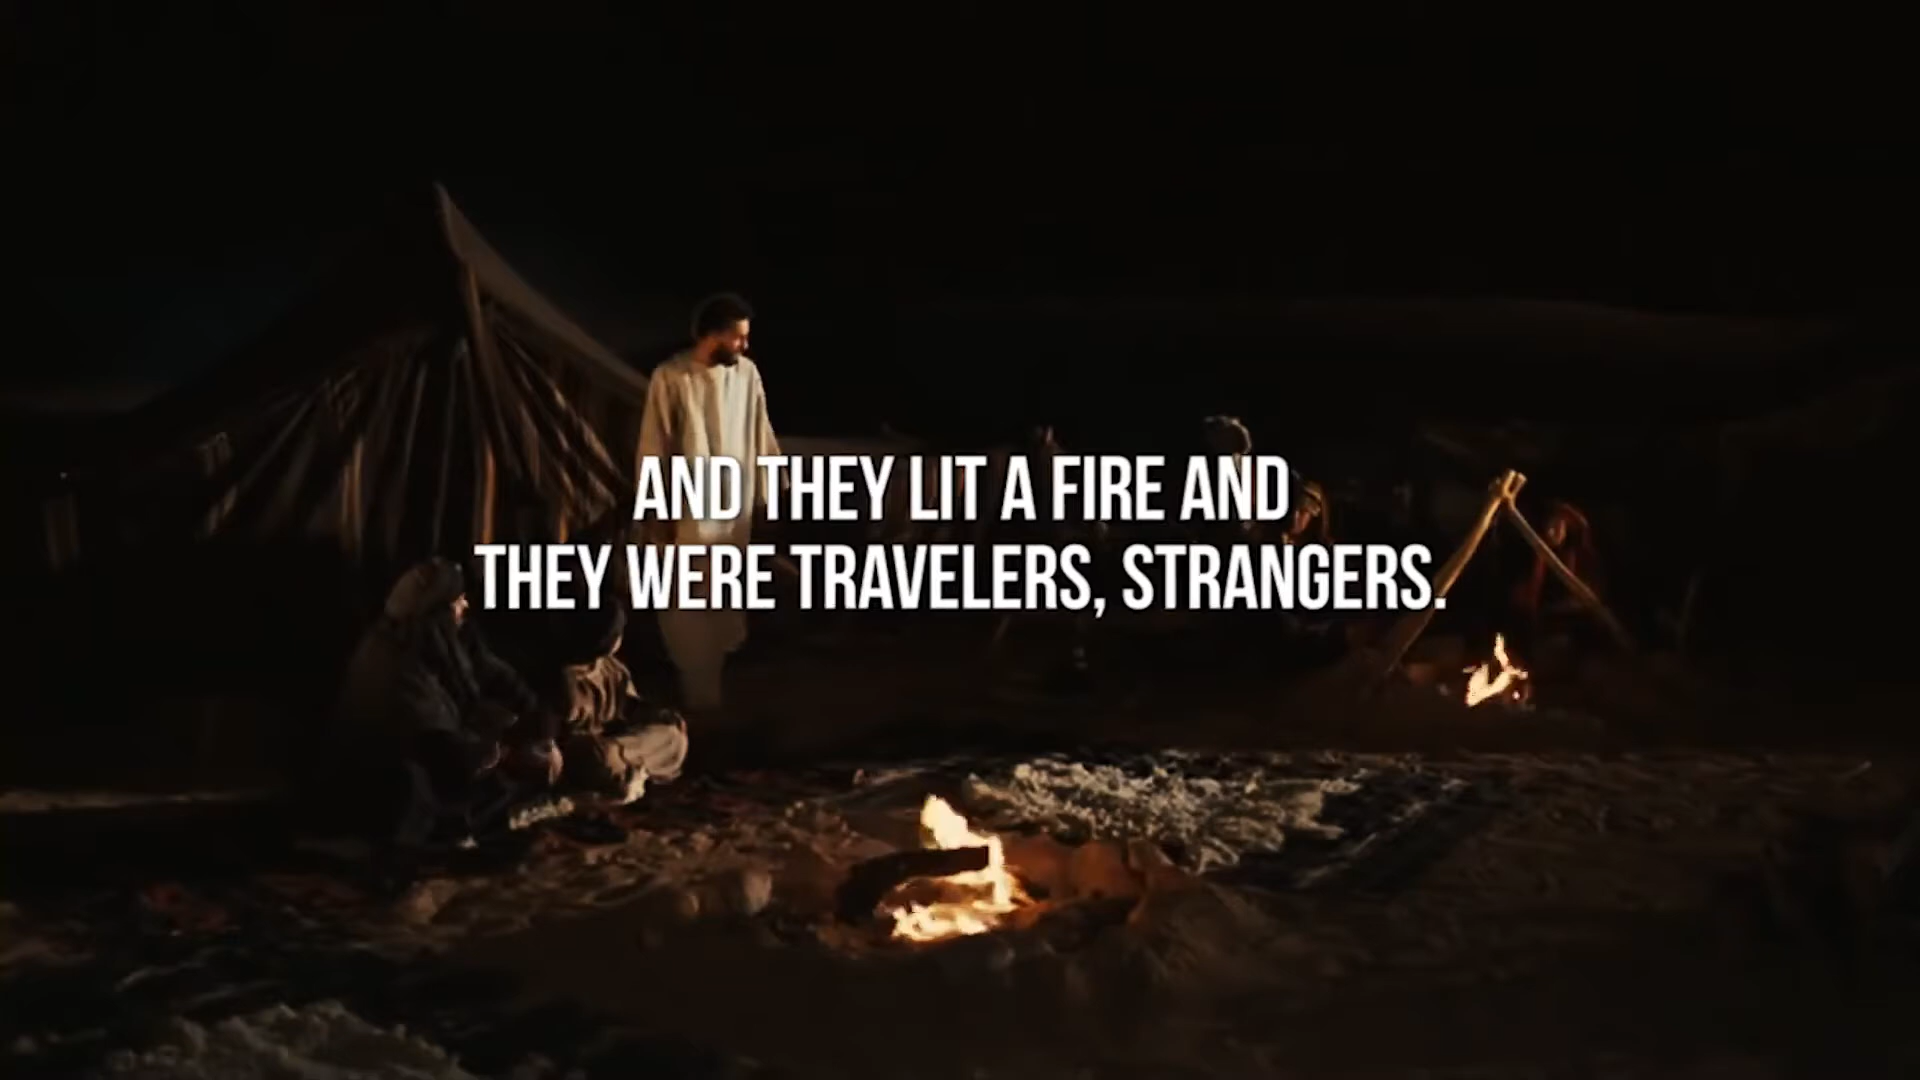 AND THEY LIT A FIRE AND
THEY WERE TRAVELERS, STRANGERS.